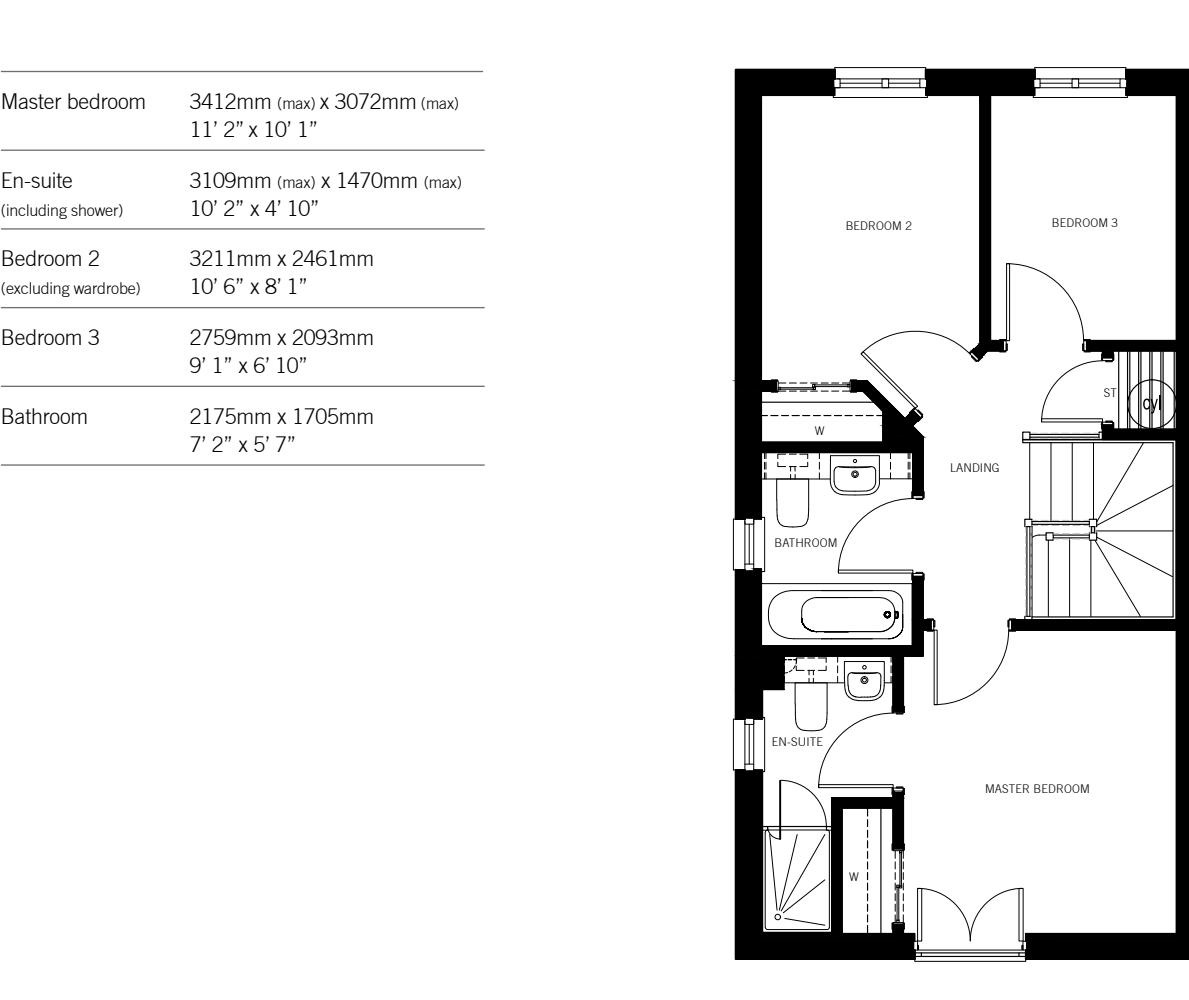 Master bedroom 3412mm (max) x 3072mm (max)
11’ 2” x 10’ 1”
En-suite 3109mm (max) x 1470mm (max)
(including shower) 10’ 2” x 4’ 10”
Bedroom 2 3211mm x 2461mm
(excluding wardrobe) 10’ 6” x 8’ 1”
Bedroom 3 2759mm x 2093mm
9’ 1” x 6’ 10”
Bathroom 2175mm x 1705mm
7’ 2” x 5’ 7”
BEDROOM 2
BEDROOM 3
ST
cyl
W
LANDING
BATHROOM
EN-SUITE
MASTER BEDROOM
W